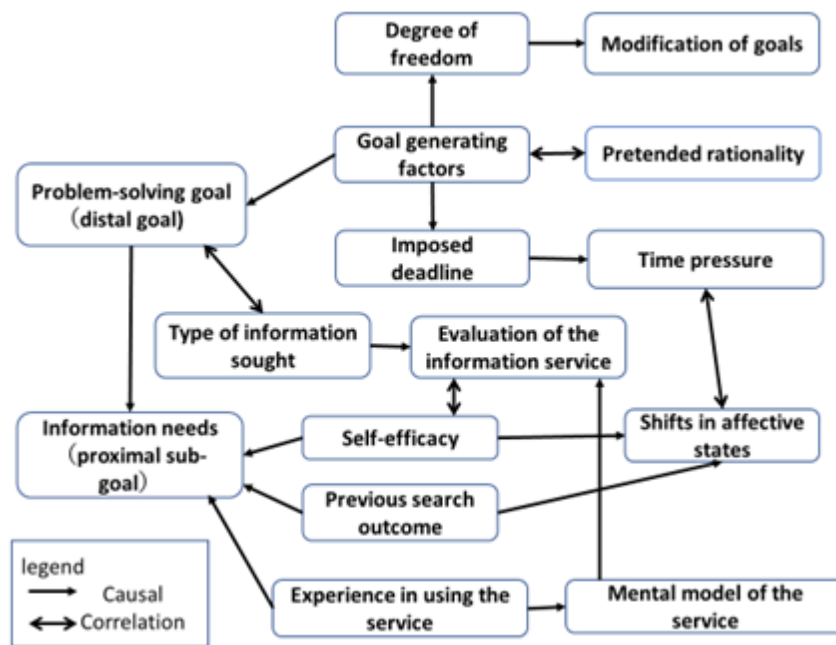 Degree of
freedom
Modification of goals
Goal generating
factors
Pretended rationality
Problem-solving goal
（distal goal)
Imposed
deadline
Time pressure
Type of information
sought
Evaluation of the
information service
Information needs
（proximal sub-
goal）
Self-efficacy
Shifts in affective
states
Previous search
outcome
legend
Causal
Correlation
Experience in using the
service
Mental model of the
service